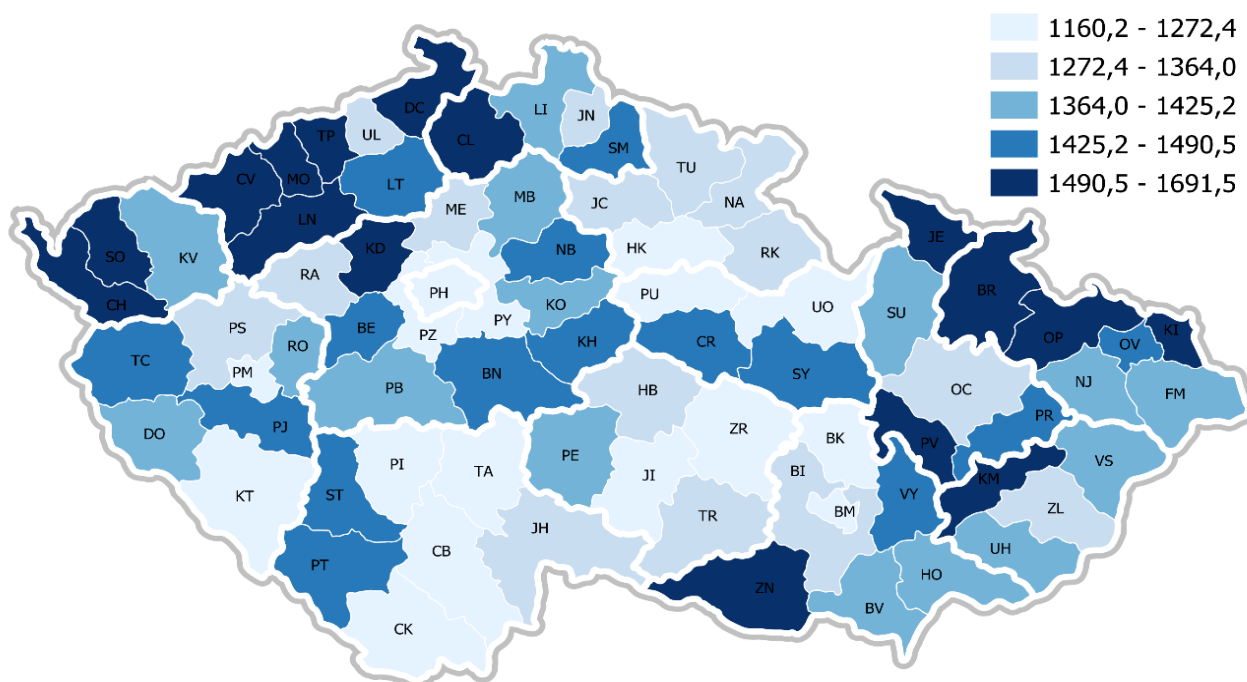 1160,2 - 1272,4
1272,4 - 1364,0
1364,0 - 1425,2
1425,2 - 1490,5
1490,5 - 1691,5
DC
TP
UL
CL
LI
JN
SM
CV
MO
LT
TU
LN
ME
MB
JC
NA
SO
KV
KD
NB
HK
RK
JE
RA
CH
PH
KO
PU
UO
BR
SU
PS
BE
PZ
PY
OP
KI
TC
RO
KH
CR
OV
PM
BN
SY
NJ
PB
HB
OC
FM
DO
PJ
PR
ZR
BK
PV
PI
TA
PE
VS
KT
ST
JI
BI
VY
KM
JH
TR
BM
ZL
CB
UH
PT
ZN
HO
BV
CK